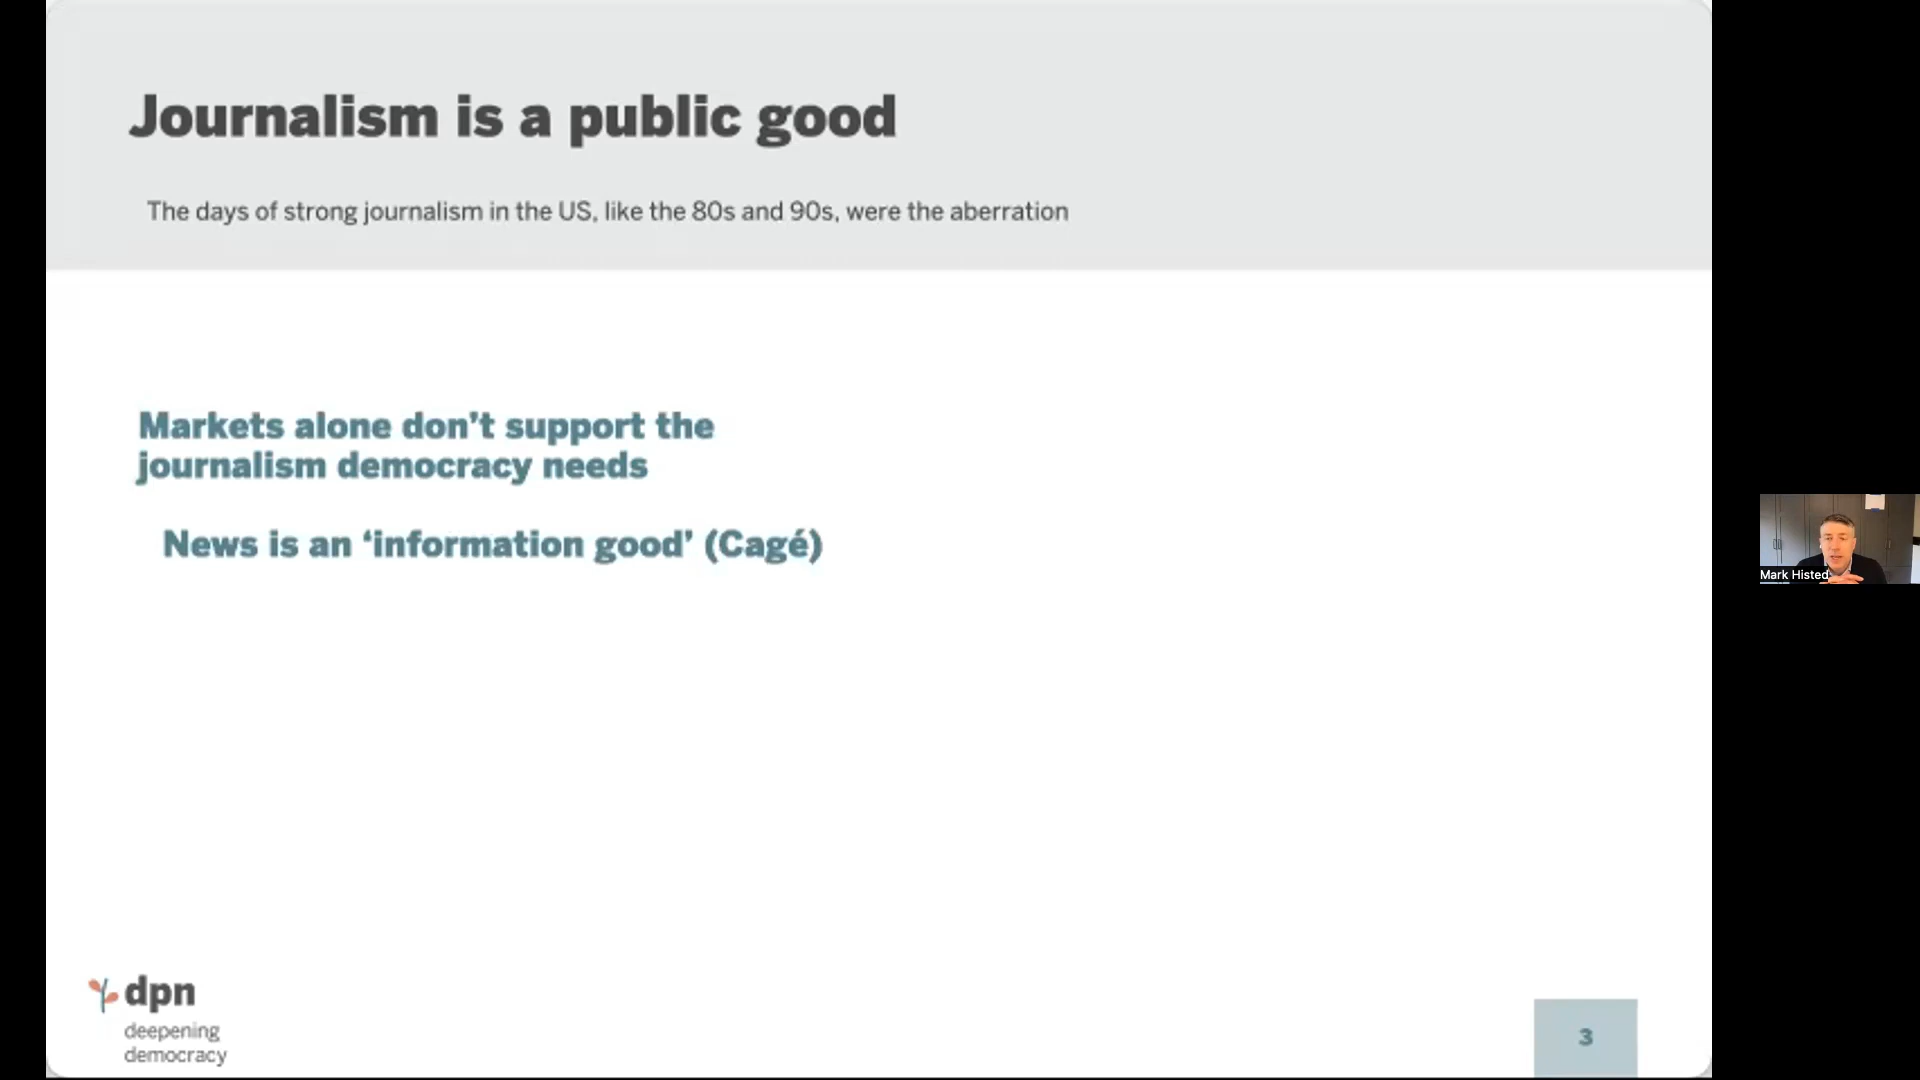 Journalism is a public good
The days of strong journalism in the US, like the 80s and 90s, were the aberration
Markets alone don’t support the
journalism democracy needs
News is an ‘information good’ (Cagé)
dpn
deepening
democracy
3
Mark Histed